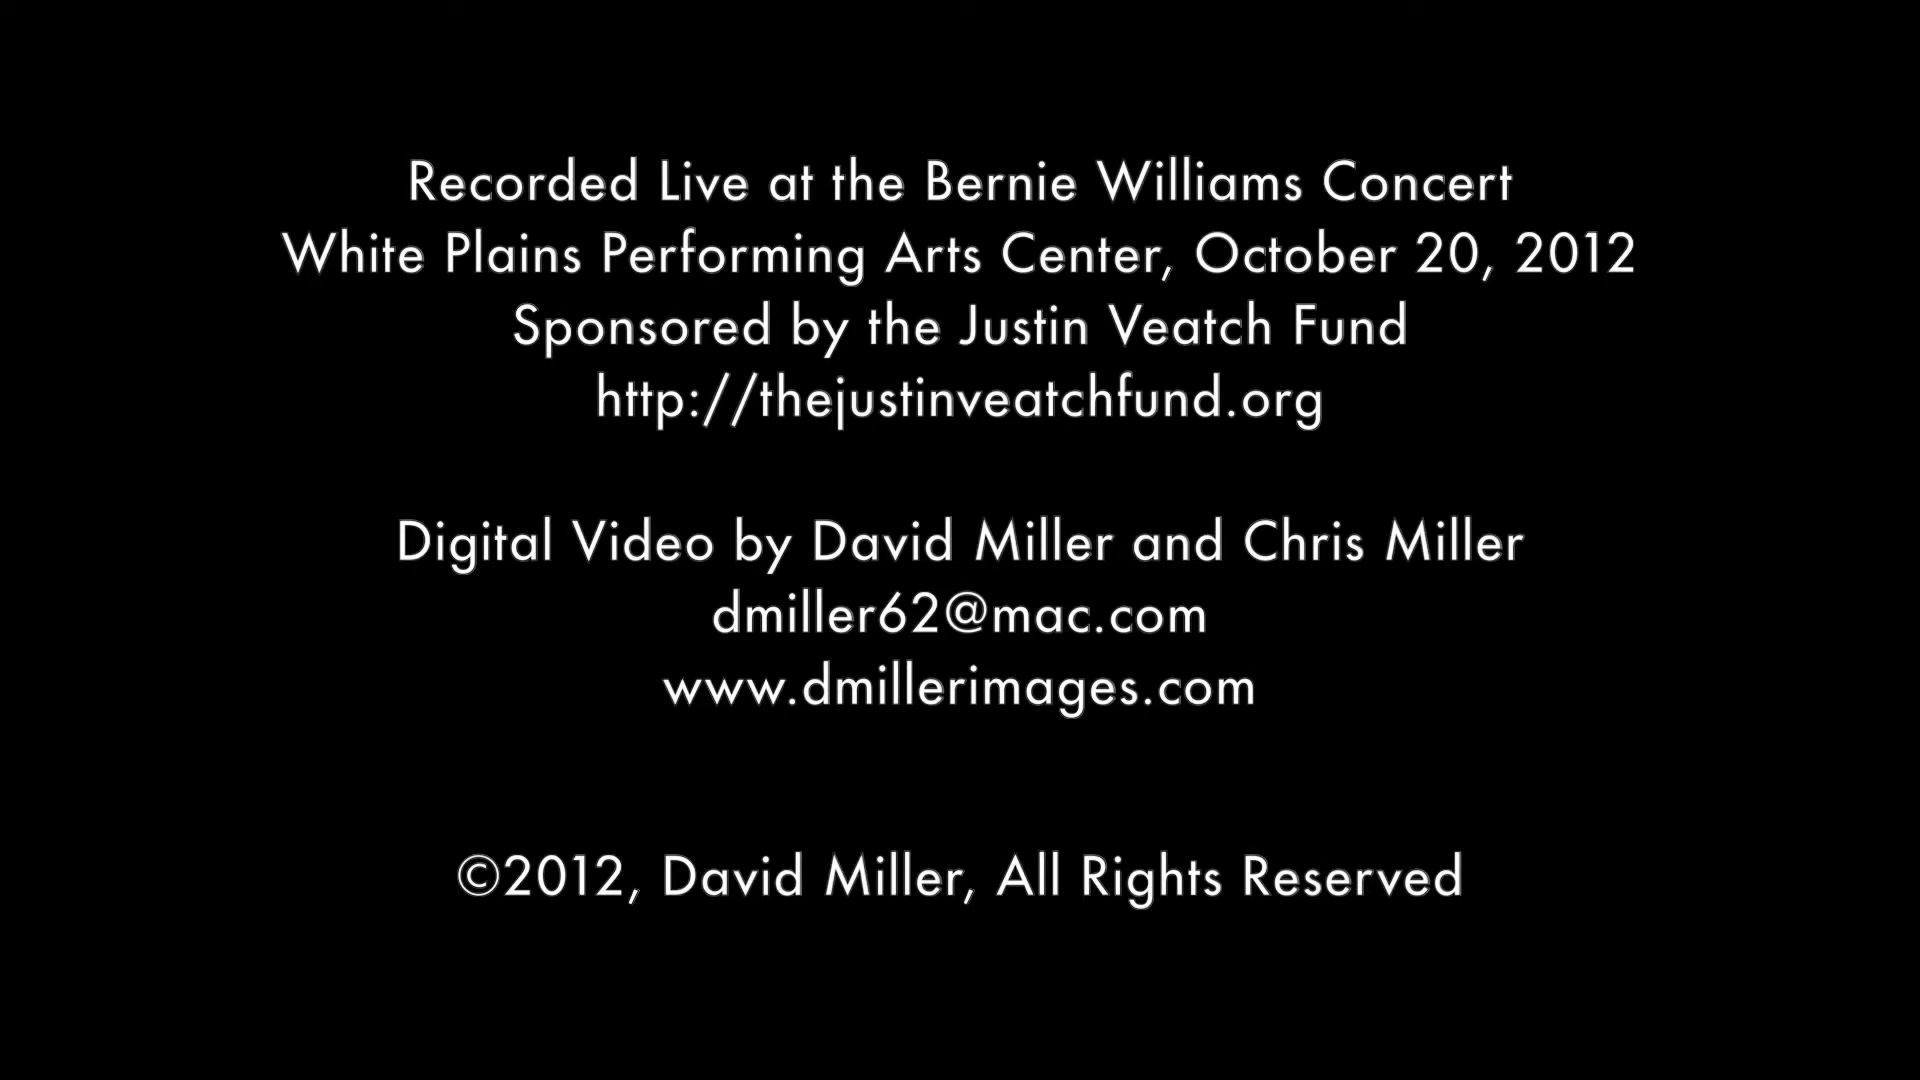 Recorded Live at the Bernie Williams Concert
White Plains Performing Arts Center, October 20, 2012
Sponsored by the Justin Veatch Fund
http://thejustinveatchfund.org
Digital Video by David Miller and Chris Miller
dmiller62@mac.com
www.dmillerimages.com
©2012, David Miller, All Rights Reserved